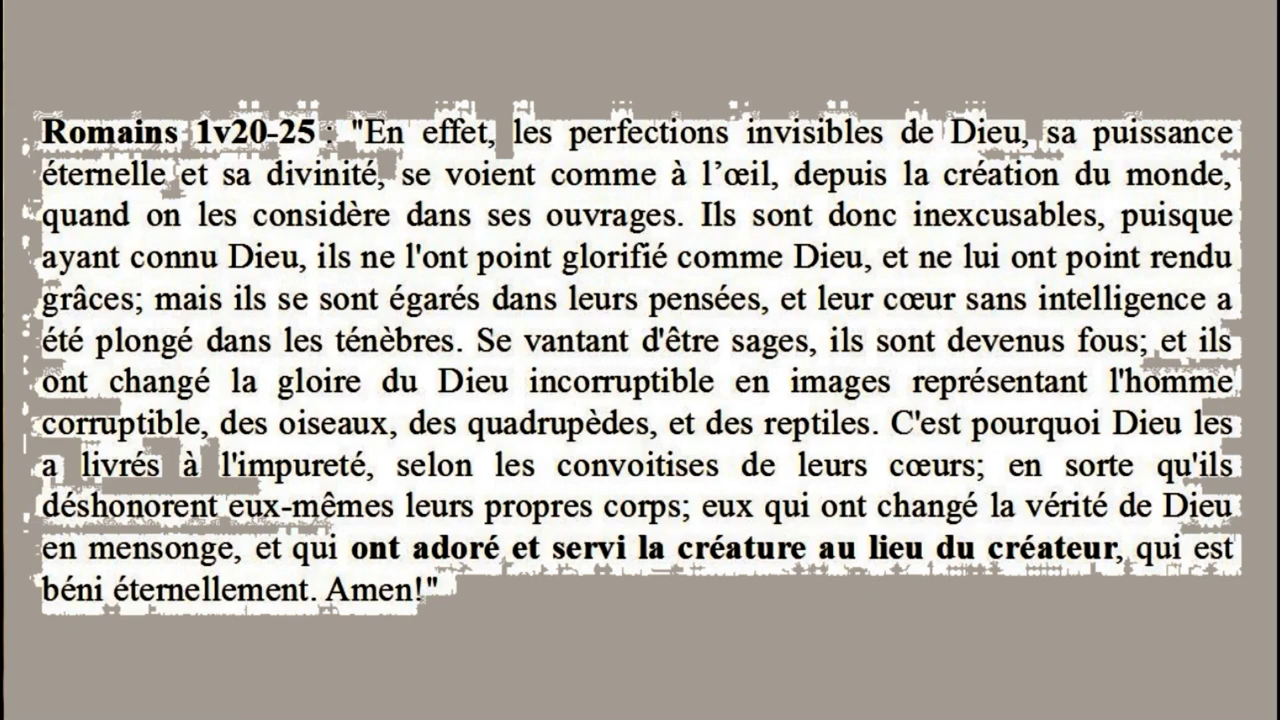 Romains 1v20-25 : "En effet, les perfections invisibles de Dieu, sa puissance
éternelle et sa divinité, se voient comme à l’œil, depuis la création du monde,
quand on les considère dans ses ouvrages. Ils sont donc inexcusables, puisque
ayant connu Dieu, ils ne l'ont point glorifié comme Dieu, et ne lui ont point rendu
grâces; mais ils se sont égarés dans leurs pensées, et leur cœur sans intelligence a
été plongé dans les ténèbres. Se vantant d'être sages, ils sont devenus fous; et ils
ont changé la gloire du Dieu incorruptible en images représentant l'homme
corruptible, des oiseaux, des quadrupèdes, et des reptiles. C'est pourquoi Dieu les
a livrés à l'impureté, selon les convoitises de leurs cœurs; en sorte qu'ils
déshonorent eux-mêmes leurs propres corps; eux qui ont changé la vérité de Dieu
en mensonge, et qui ont adoré et servi la créature au lieu du créateur, qui est
béni éternellement. Amen!"